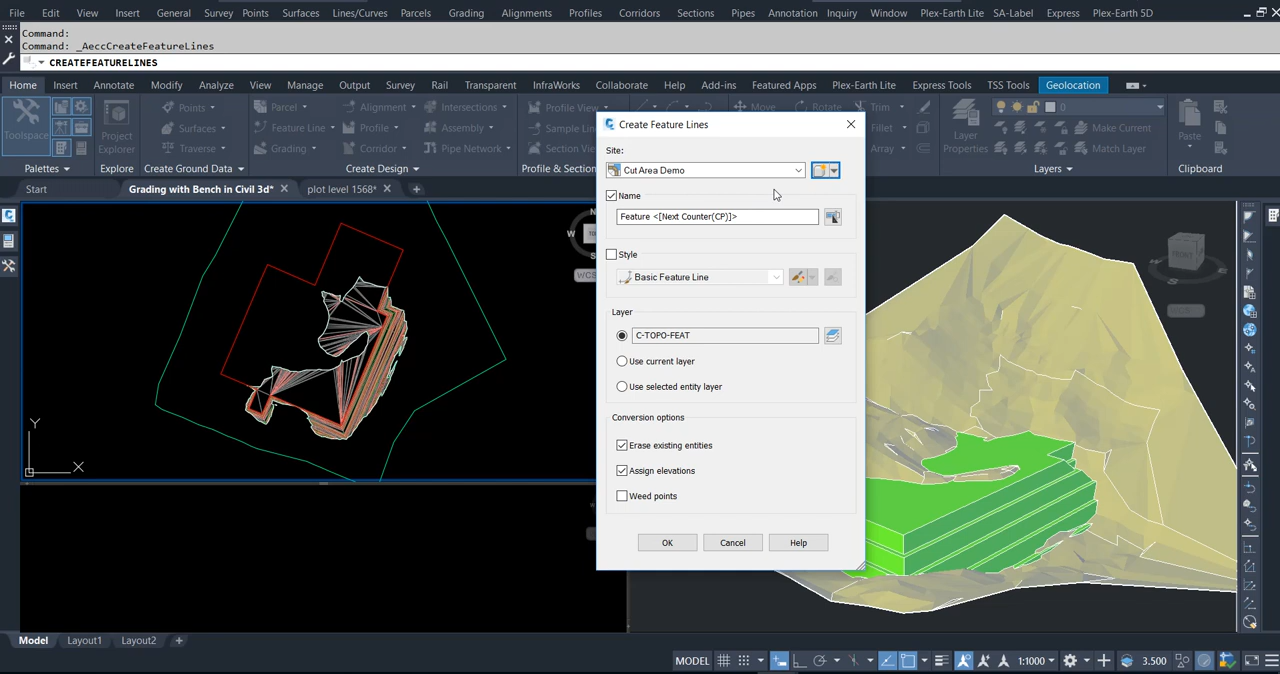 File Edit View Insert General Survey Points Surfaces Lines/Curves Parcels Grading Alignments Profiles Corridors Sections Pipes Annotation Inquiry Window Plex-Earth Lite SA-Label Express Plex-Earth 5D
Command:
Command: _AeccCreateFeatureLines
CREATEFEATURELINES
Home Insert Annotate Modify Analyze View Manage Output Survey Rail Transparent InfraWorks Collaborate Help Add-ins Featured Apps Plex-Earth Lite Express Tools TSS Tools Geolocation
Toolspace
Project
Explorer
Points
Surfaces
Traverse
Parcel
Feature Line
Grading
Alignment
Profile
Corridor
Intersections
Assembly
Pipe Network
Profile View
Sample Line
Section View
Move
Rotate
Trim
Fillet
Array
Layer
Properties
0
Make Current
Match Layer
Paste
Palettes Explore Create Ground Data Create Design Profile & Section Layers Clipboard
Start Grading with Bench in Civil 3d* plot level 1568*
Create Feature Lines
Site:
Cut Area Demo
Name
Feature <[Next Counter(CP)]>
Style
Basic Feature Line
Layer
C-TOPO-FEAT
Use current layer
Use selected entity layer
Conversion options
Erase existing entities
Assign elevations
Weed points
OK Cancel Help
N
W
S
WCS
FRONT
S
Y
X
Model Layout1 Layout2
MODEL 1:1000 3.500